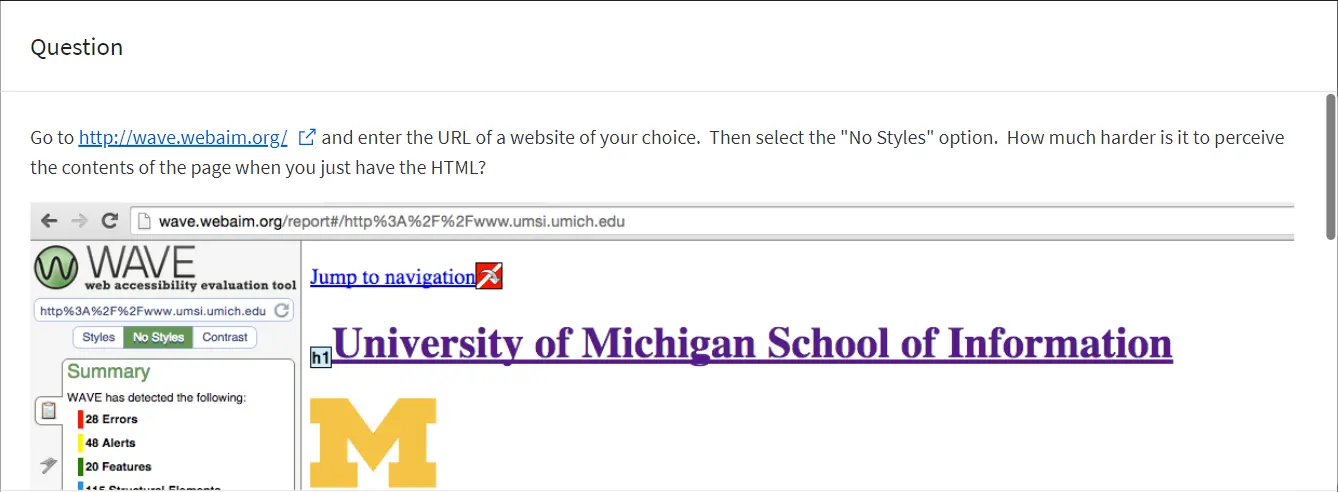 Question
Go to http://wave.webaim.org/ and enter the URL of a website of your choice. Then select the "No Styles" option. How much harder is it to perceive
the contents of the page when you just have the HTML?
wave.webaim.org/report#/http%3A%2F%2Fwww.umsi.umich.edu
WAVE
web accessibility evaluation tool
http%3A%2F%2Fwww.umsi.umich.edu
Styles No Styles Contrast
Summary
WAVE has detected the following:
28 Errors
48 Alerts
20 Features
115 Structural Elements
Jump to navigation
h1 University of Michigan School of Information
M